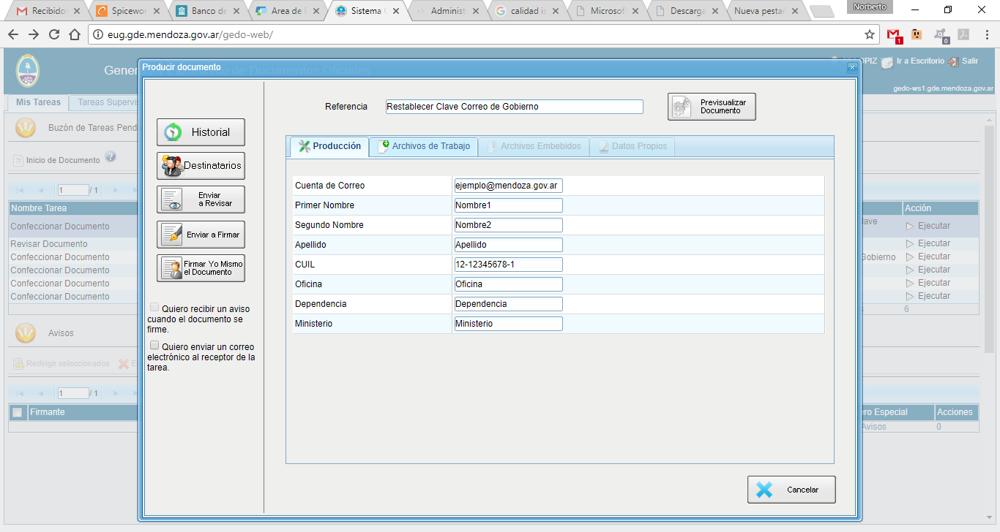 Recibidos
Spicewor
Banco de
Area de
Sistema
Administ
calidad is
Microsof
Descarga
Nueva pestañ
Norberto
eug.gde.mendoza.gov.ar/gedo-web/
1
0
OPIZ
Ir a Escritorio
Salir
Producir documento
gedo-ws1.gde.mendoza.gov.ar
Mis Tareas
Tareas Supervi
Buzón de Tareas Pend
Inicio de Documento
1 / 1
Nombre Tarea
Confeccionar Documento
Revisar Documento
Confeccionar Documento
Confeccionar Documento
Confeccionar Documento
Confeccionar Documento
Avisos
Redirigir seleccionados
1 / 1
Firmante
Historial
Destinatarios
Enviar
a Revisar
Enviar a Firmar
Firmar Yo Mismo
el Documento
Quiero recibir un aviso
cuando el documento se
firme.
Quiero enviar un correo
electrónico al receptor de la
tarea.
Referencia
Restablecer Clave Correo de Gobierno
Previsualizar
Documento
Producción
Archivos de Trabajo
Archivos Embebidos
Datos Propios
Cuenta de Correo ejemplo@mendoza.gov.ar
Primer Nombre Nombre1
Segundo Nombre Nombre2
Apellido Apellido
CUIL 12-12345678-1
Oficina Oficina
Dependencia Dependencia
Ministerio Ministerio
Cancelar
Acción
lave
Ejecutar
Ejecutar
Gobierno Ejecutar
Ejecutar
Ejecutar
Ejecutar
6
ero Especial
Acciones
Avisos
0